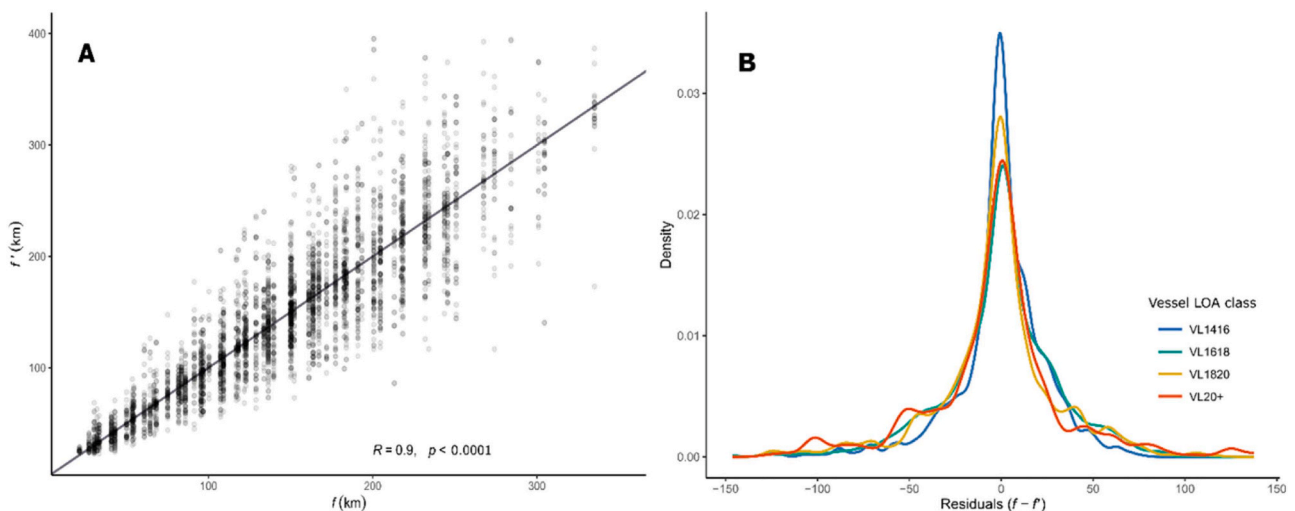 A
400
300
200
100
f' (km)
R = 0.9, p < 0.0001
100
200
300
f (km)
B
0.03
0.02
0.01
0.00
Density
Vessel LOA class
VL1416
VL1618
VL1820
VL20+
−150
−100
−50
0
50
100
150
Residuals (f − f')